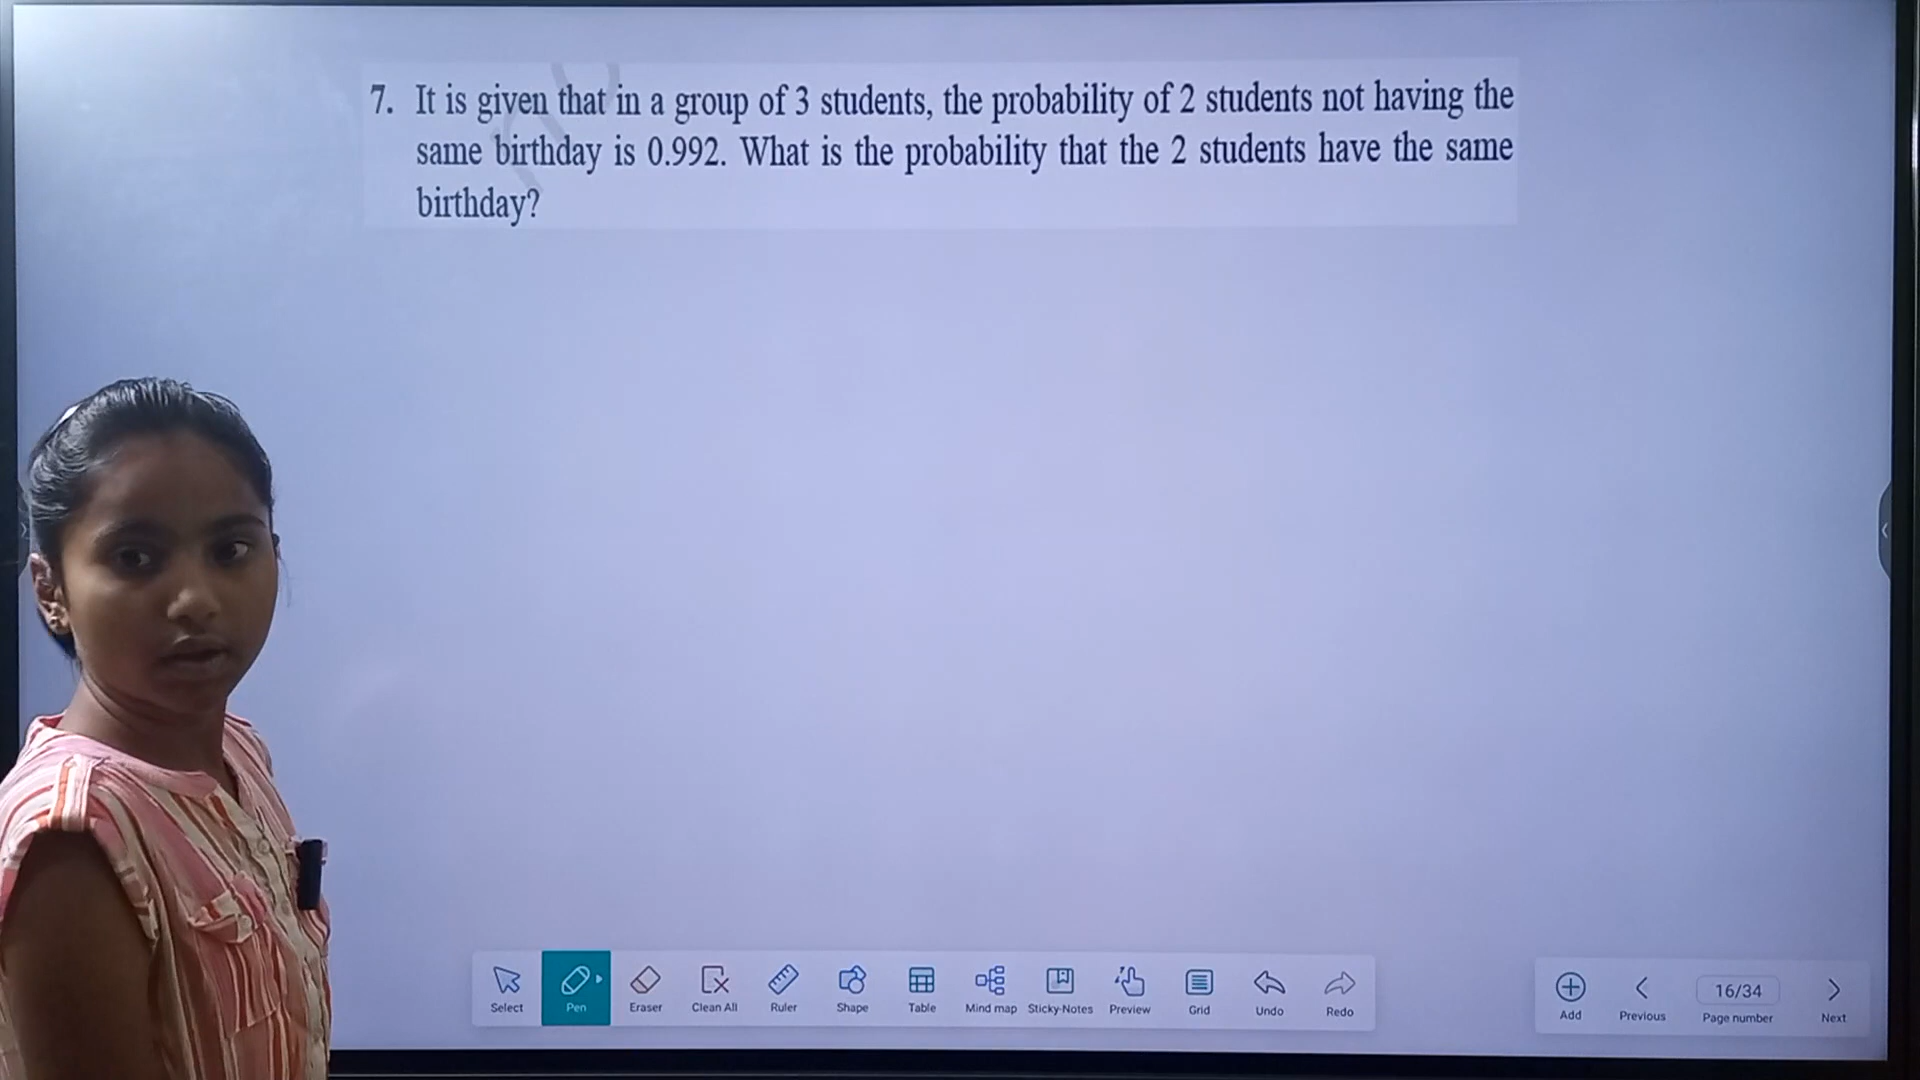 7. It is given that in a group of 3 students, the probability of 2 students not having the
same birthday is 0.992. What is the probability that the 2 students have the same
birthday?
Select Pen Eraser Clean All Ruler Shape Table Mind map Sticky-Notes Preview Grid Undo Redo
16/34
Add Previous Page number Next